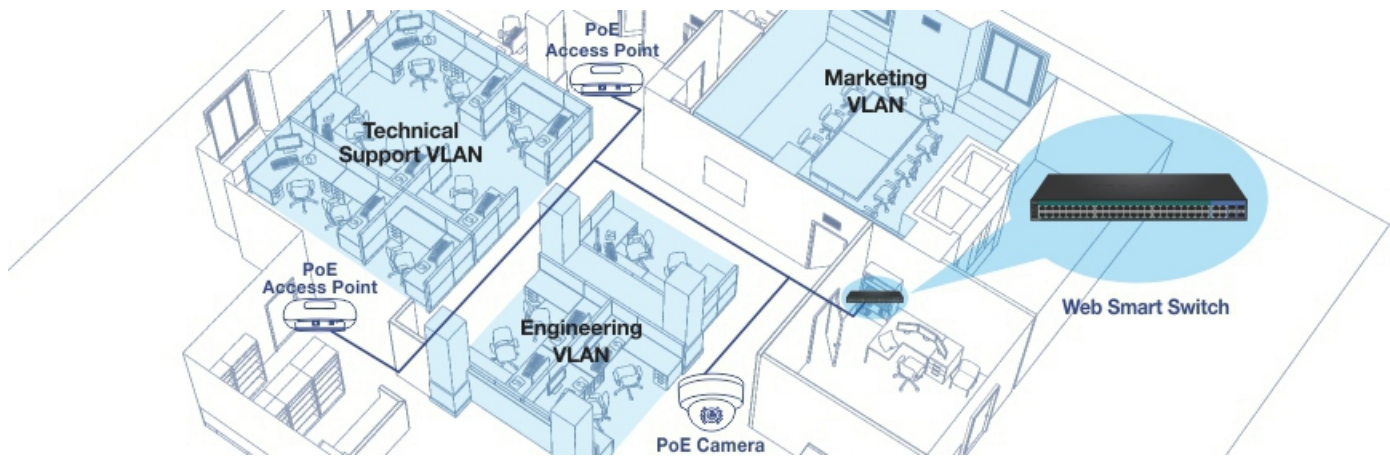 PoE
Access Point
Marketing
VLAN
Technical
Support VLAN
PoE
Access Point
Web Smart Switch
Engineering
VLAN
PoE Camera